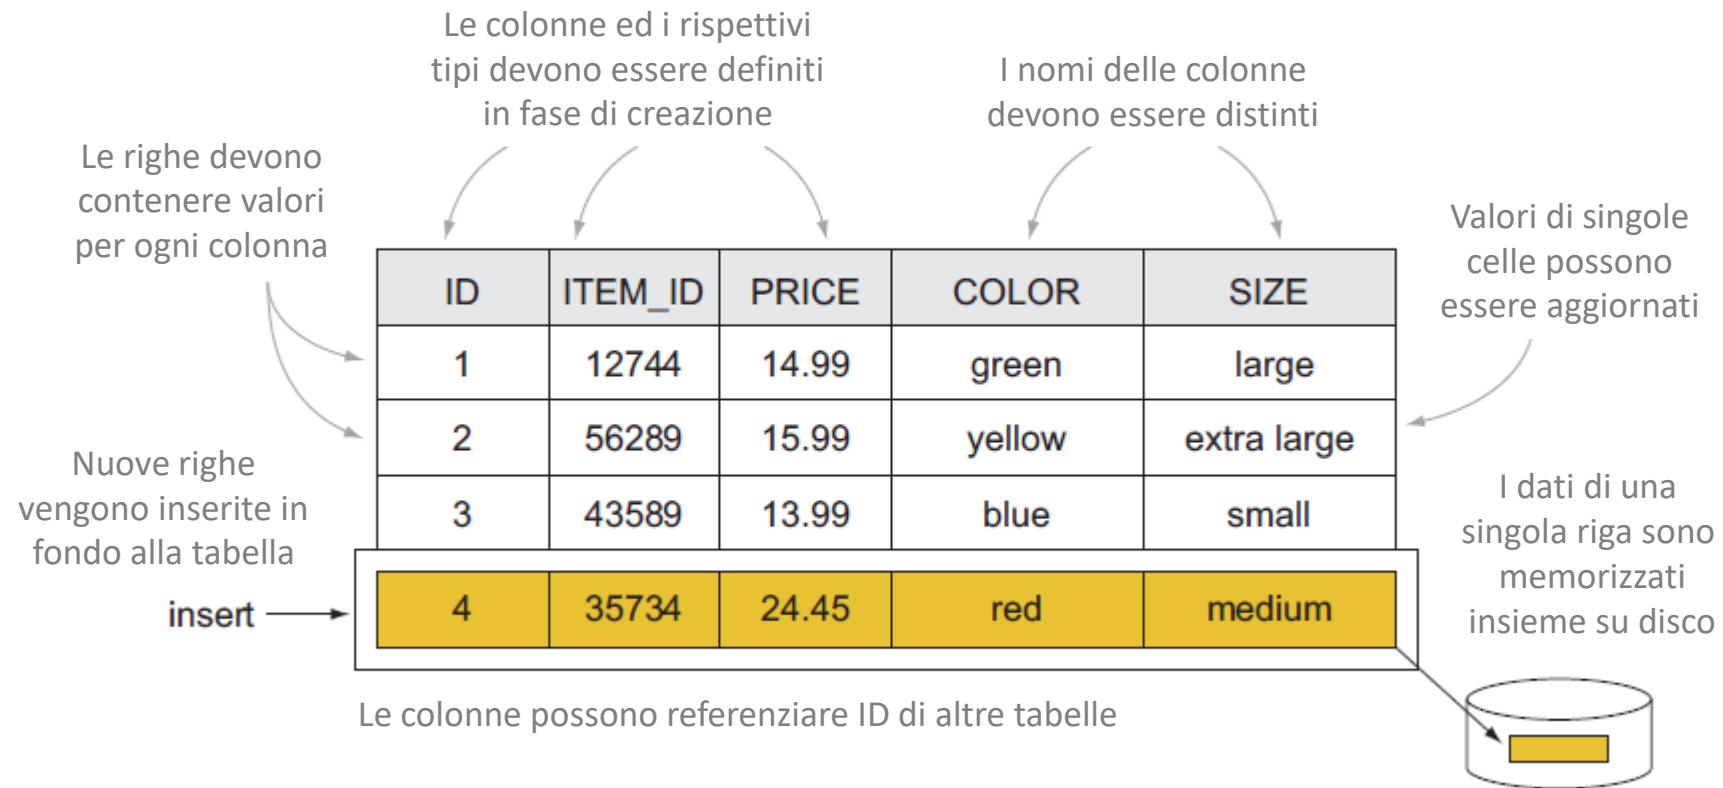 Le colonne ed i rispettivi
tipi devono essere definiti
in fase di creazione
I nomi delle colonne
devono essere distinti
Le righe devono
contenere valori
per ogni colonna
Valori di singole
celle possono
essere aggiornati
ID ITEM_ID PRICE COLOR SIZE
1 12744 14.99 green large
2 56289 15.99 yellow extra large
3 43589 13.99 blue small
Nuove righe
vengono inserite in
fondo alla tabella
insert
4 35734 24.45 red medium
I dati di una
singola riga sono
memorizzati
insieme su disco
Le colonne possono referenziare ID di altre tabelle